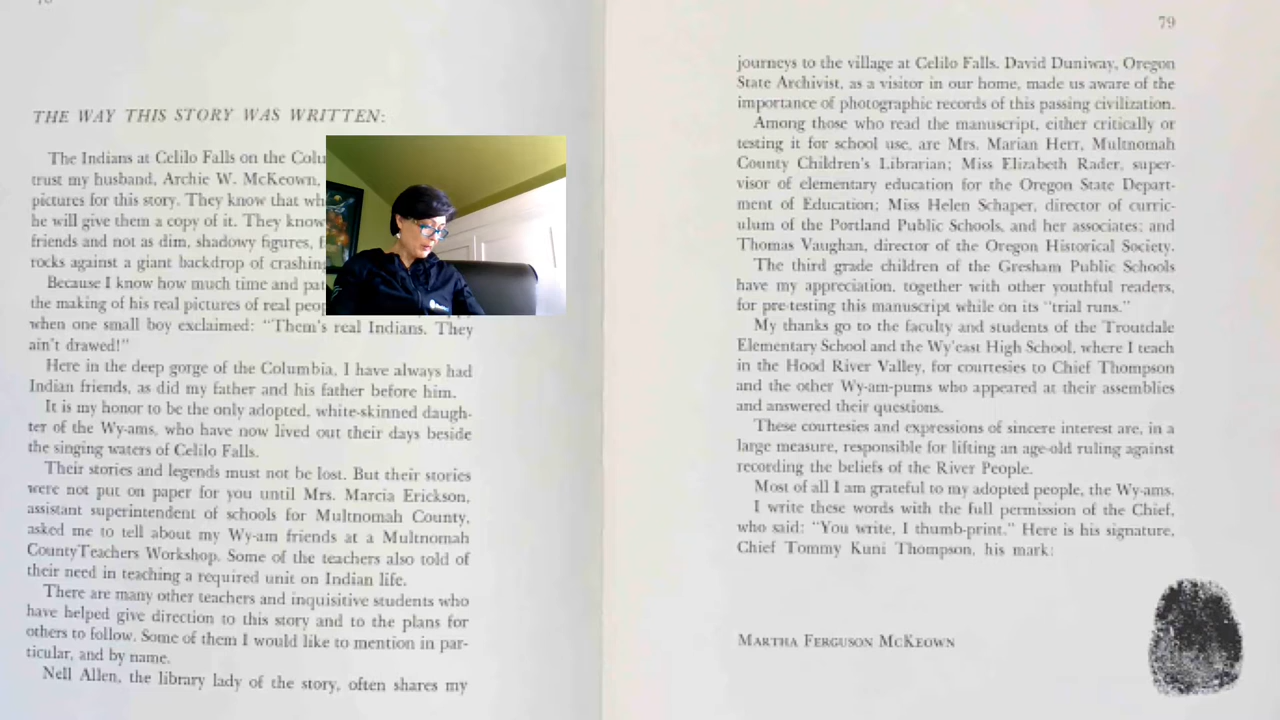 79
THE WAY THIS STORY WAS WRITTEN:
The Indians at Celilo Falls on the
trust my husband, Archie W. McKeown,
pictures for this story. They know that
he will give them a copy of it. They know
friends and not as dim, shadowy figures,
rocks against a giant backdrop of crashing
Because I know how much time and
the making of his real pictures of real
when one small boy exclaimed: "Them's real Indians. They
ain't drawed!"
Here in the deep gorge of the Columbia, I have always had
Indian friends, as did my father and his father before him.
It is my honor to be the only adopted, white-skinned daugh-
ter of the Wy-ams, who have now lived out their days beside
the singing waters of Celilo Falls.
Their stories and legends must not be lost. But their stories
were not put on paper for you until Mrs. Marcia Erickson,
assistant superintendent of schools for Multnomah County,
asked me to tell about my Wy-am friends at a Multnomah
CountyTeachers Workshop. Some of the teachers also told of
their need in teaching a required unit on Indian life.
There are many other teachers and inquisitive students who
have helped give direction to this story and to the plans for
others to follow. Some of them I would like to mention in par-
ticular, and by name.
Nell Allen, the library lady of the story, often shares my
journeys to the village at Celilo Falls. David Duniway, Oregon
State Archivist, as a visitor in our home, made us aware of the
importance of photographic records of this passing civilization.
Among those who read the manuscript, either critically or
testing it for school use, are Mrs. Marian Herr, Multnomah
County Children's Librarian; Miss Elizabeth Rader, super-
visor of elementary education for the Oregon State Depart-
ment of Education; Miss Helen Schaper, director of curric-
ulum of the Portland Public Schools, and her associates; and
Thomas Vaughan, director of the Oregon Historical Society.
The third grade children of the Gresham Public Schools
have my appreciation, together with other youthful readers,
for pre-testing this manuscript while on its "trial runs."
My thanks go to the faculty and students of the Troutdale
Elementary School and the Wy'east High School, where I teach
in the Hood River Valley, for courtesies to Chief Thompson
and the other Wy-am-pums who appeared at their assemblies
and answered their questions.
These courtesies and expressions of sincere interest are, in a
large measure, responsible for lifting an age-old ruling against
recording the beliefs of the River People.
Most of all I am grateful to my adopted people, the Wy-ams.
I write these words with the full permission of the Chief,
who said: "You write, I thumb-print." Here is his signature,
Chief Tommy Kuni Thompson, his mark:
MARTHA FERGUSON MCKEOWN